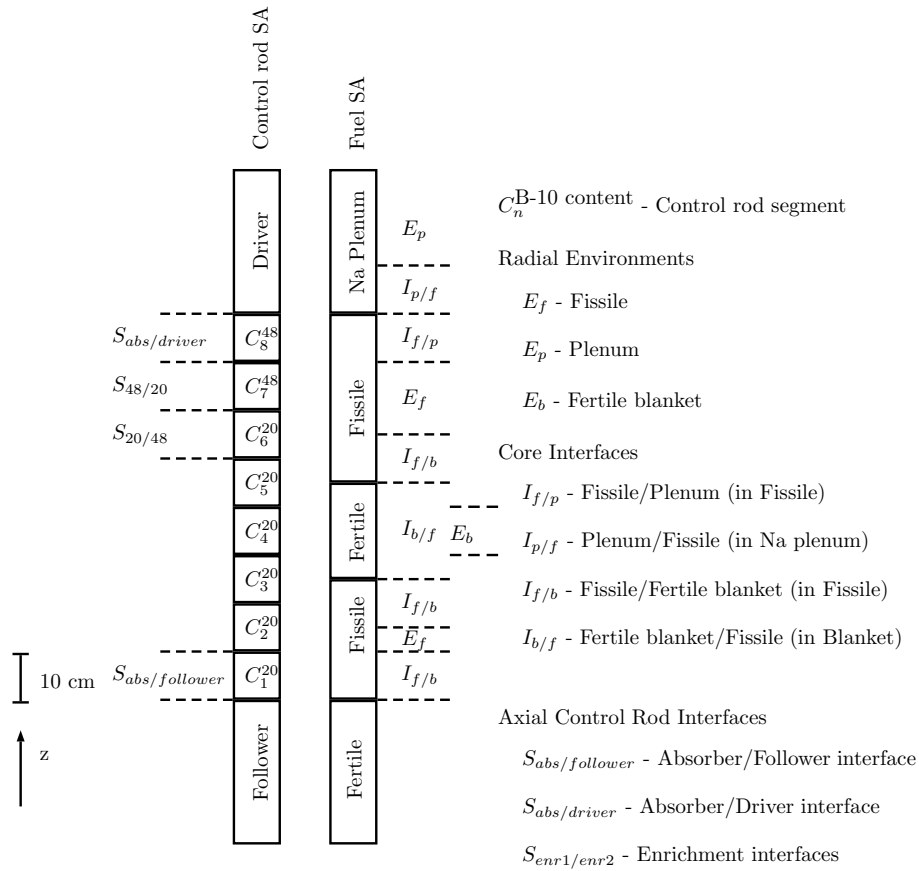 Control rod SA
Fuel SA
Driver
Na Plenum
E_p
I_{p/f}
S_{abs/driver}
C_8^{48}
I_{f/p}
S_{48/20}
C_7^{48}
Fissile
E_f
S_{20/48}
C_6^{20}
I_{f/b}
C_5^{20}
C_4^{20}
Fertile
I_{b/f}
E_b
C_3^{20}
Fissile
I_{f/b}
C_2^{20}
E_f
10 cm
S_{abs/follower}
C_1^{20}
I_{f/b}
z
Follower
Fertile
C_n^{B-10 content} - Control rod segment
Radial Environments
E_f - Fissile
E_p - Plenum
E_b - Fertile blanket
Core Interfaces
I_{f/p} - Fissile/Plenum (in Fissile)
I_{p/f} - Plenum/Fissile (in Na plenum)
I_{f/b} - Fissile/Fertile blanket (in Fissile)
I_{b/f} - Fertile blanket/Fissile (in Blanket)
Axial Control Rod Interfaces
S_{abs/follower} - Absorber/Follower interface
S_{abs/driver} - Absorber/Driver interface
S_{enr1/enr2} - Enrichment interfaces